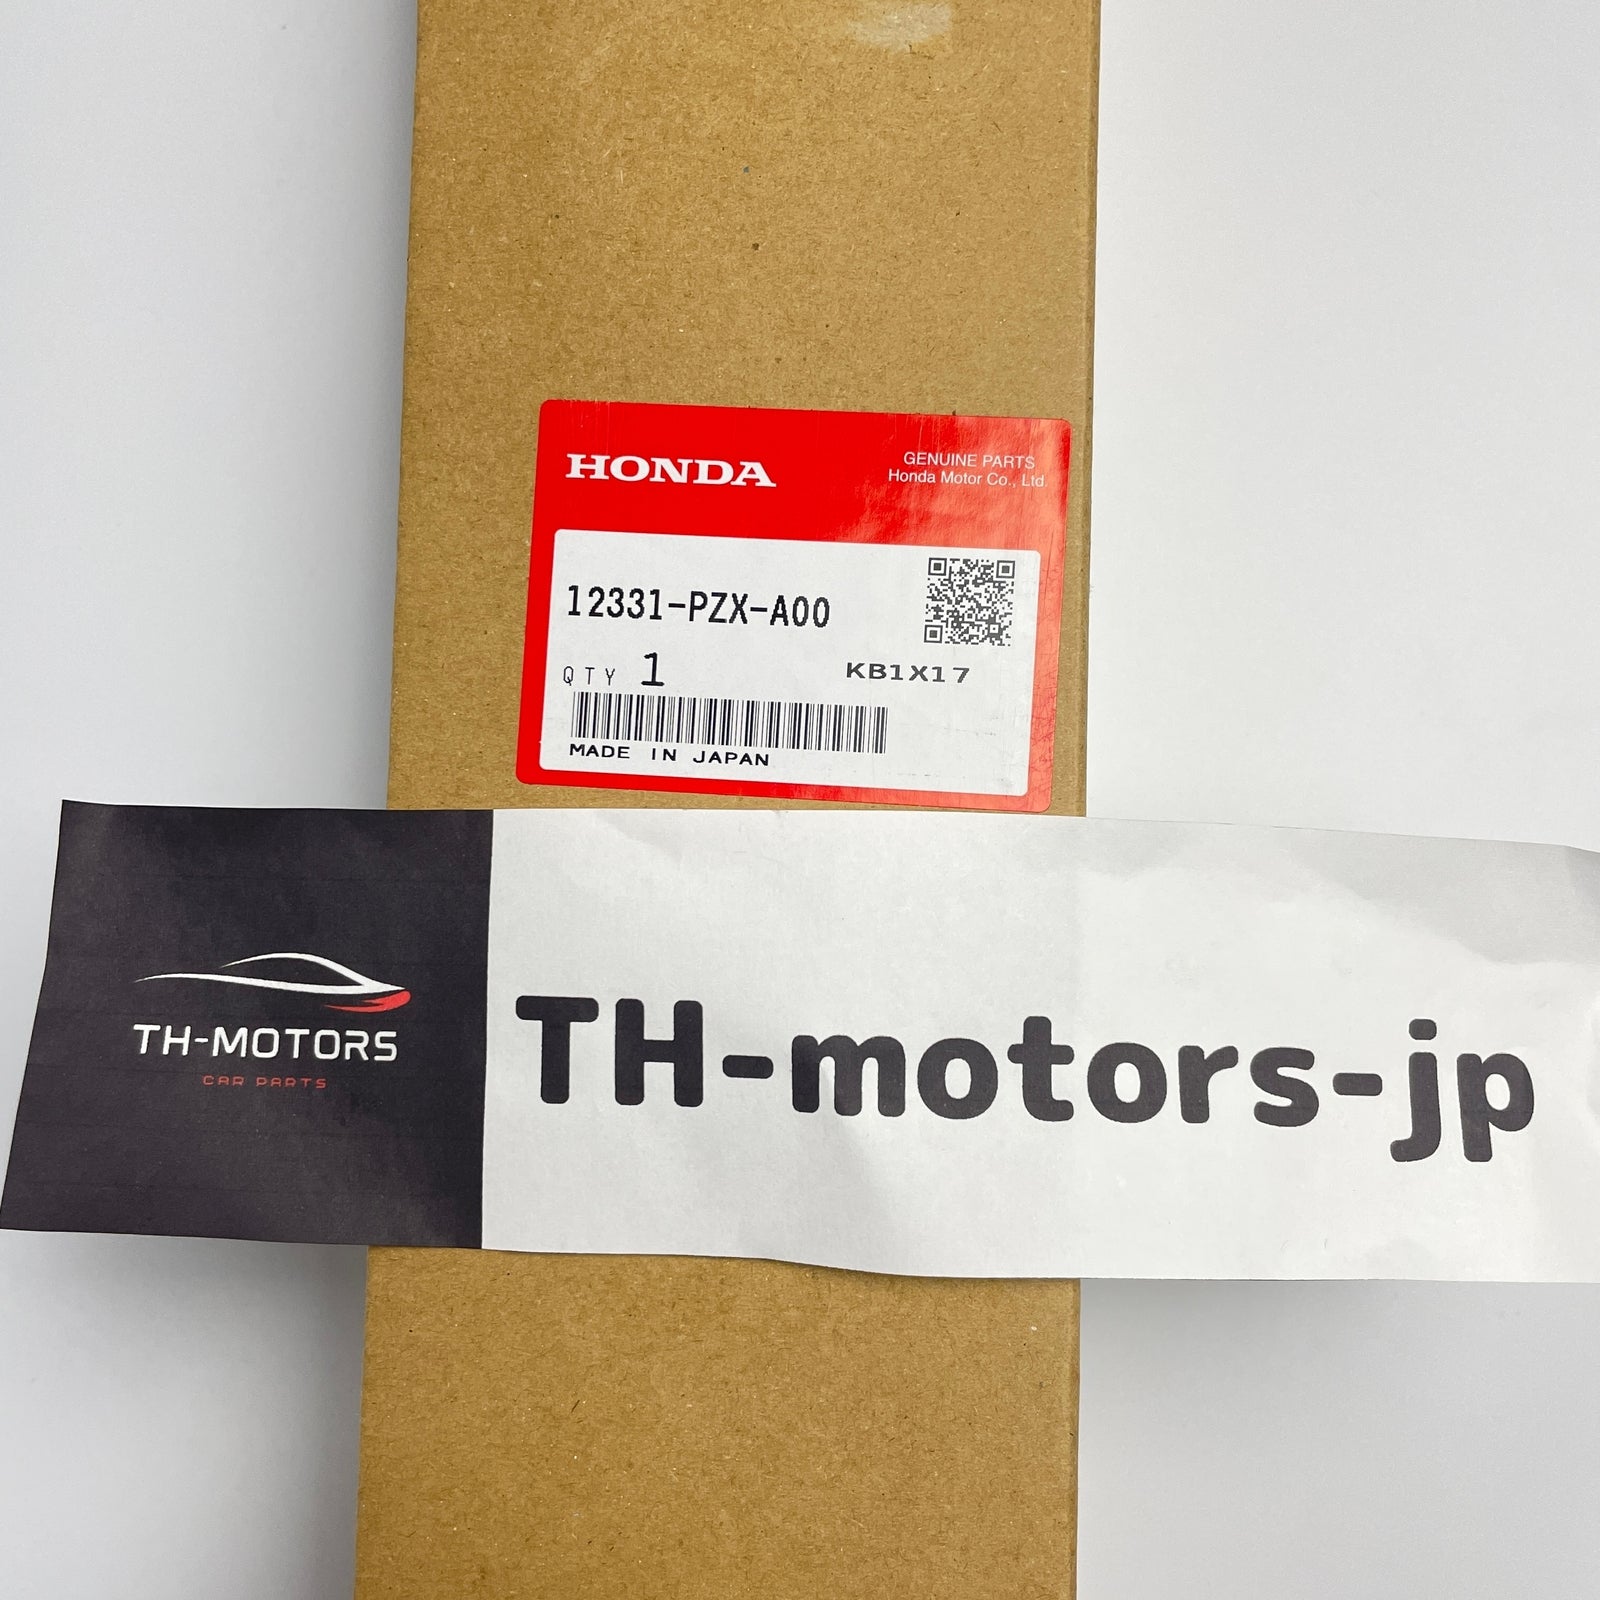 HONDA
GENUINE PARTS
Honda Motor Co., Ltd.
12331-PZX-A00
QTY 1
KB1X17
MADE IN JAPAN
TH-MOTORS
CAR PARTS
TH-motors-jp